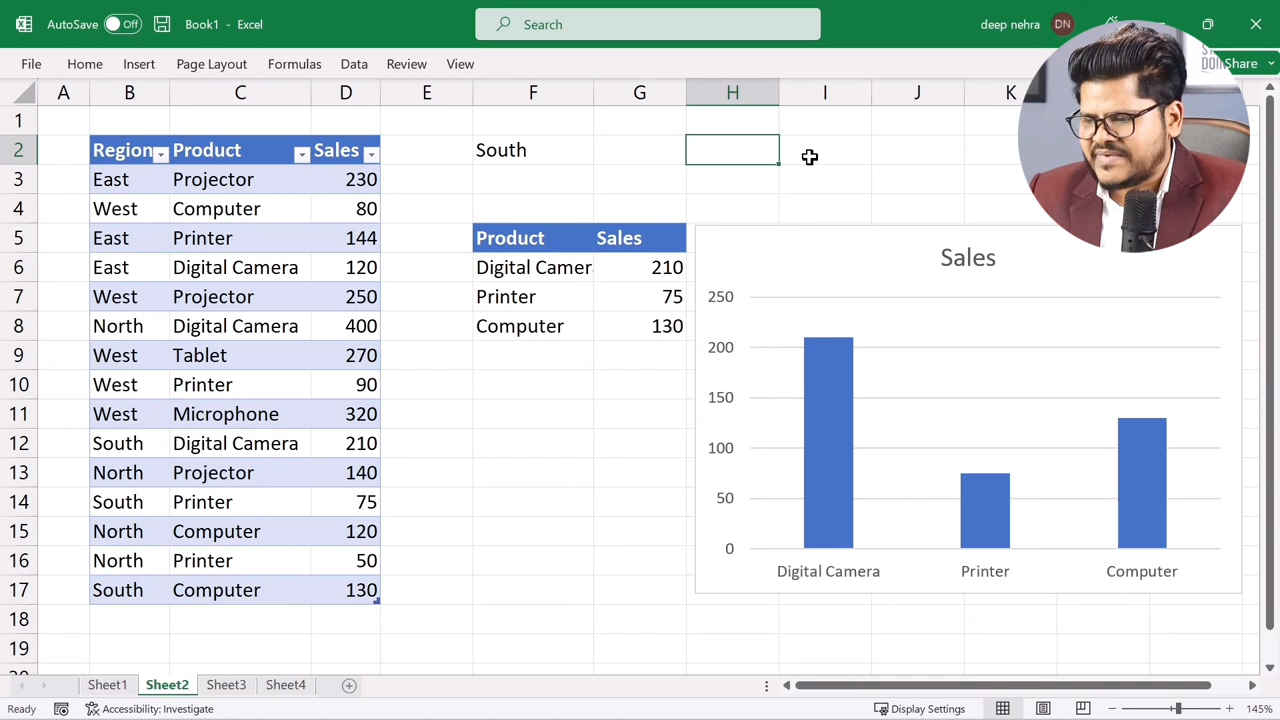 AutoSave Off Book1 - Excel Search deep nehra DN
File Home Insert Page Layout Formulas Data Review View Share
A B C D E F G H I J K
1
2 Region Product Sales South
3 East Projector 230
4 West Computer 80
5 East Printer 144 Product Sales
6 East Digital Camera 120 Digital Camer 210
7 West Projector 250 Printer 75
8 North Digital Camera 400 Computer 130
9 West Tablet 270
10 West Printer 90
11 West Microphone 320
12 South Digital Camera 210
13 North Projector 140
14 South Printer 75
15 North Computer 120
16 North Printer 50
17 South Computer 130
18
19
Sales
250
200
150
100
50
0
Digital Camera Printer Computer
Sheet1 Sheet2 Sheet3 Sheet4
Ready Accessibility: Investigate Display Settings 145%